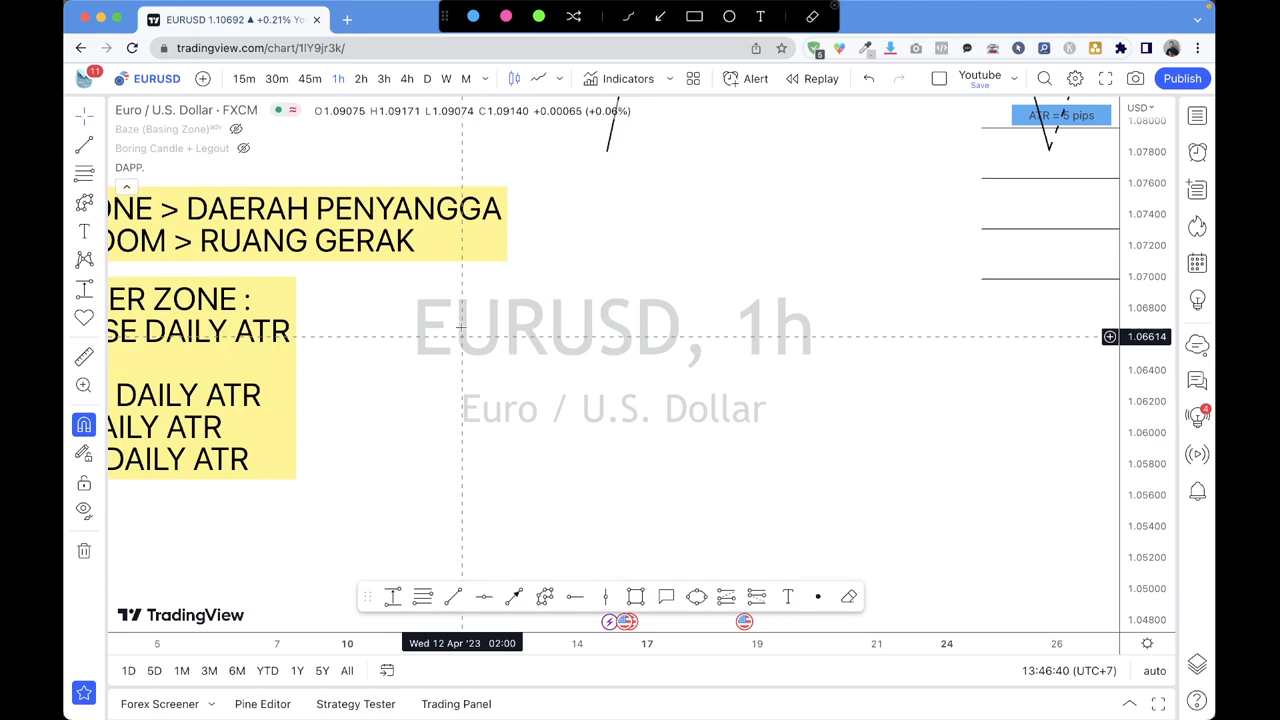 EURUSD 1.10692 ▲ +0.21% Yo
tradingview.com/chart/1IY9jr3k/
11
EURUSD
15m 30m 45m 1h 2h 3h 4h D W M
Indicators
Alert
Replay
Youtube
Save
Publish
Euro / U.S. Dollar · FXCM
O1.09075 H1.09171 L1.09074 C1.09140 +0.00065 (+0.06%)
Baze (Basing Zone)adv
Boring Candle + Legout
DAPP.
ATR = 5 pips
ONE > DAERAH PENYANGGA
OOM > RUANG GERAK
ER ZONE :
SE DAILY ATR
DAILY ATR
AILY ATR
DAILY ATR
EURUSD, 1h
Euro / U.S. Dollar
USD
1.08000
1.07800
1.07600
1.07400
1.07200
1.07000
1.06800
1.06614
1.06400
1.06200
1.06000
1.05800
1.05600
1.05400
1.05200
1.05000
1.04800
TradingView
5 7 10 Wed 12 Apr '23 02:00 14 17 19 21 24 26
1D 5D 1M 3M 6M YTD 1Y 5Y All
13:46:40 (UTC+7)
auto
Forex Screener
Pine Editor
Strategy Tester
Trading Panel
5
4